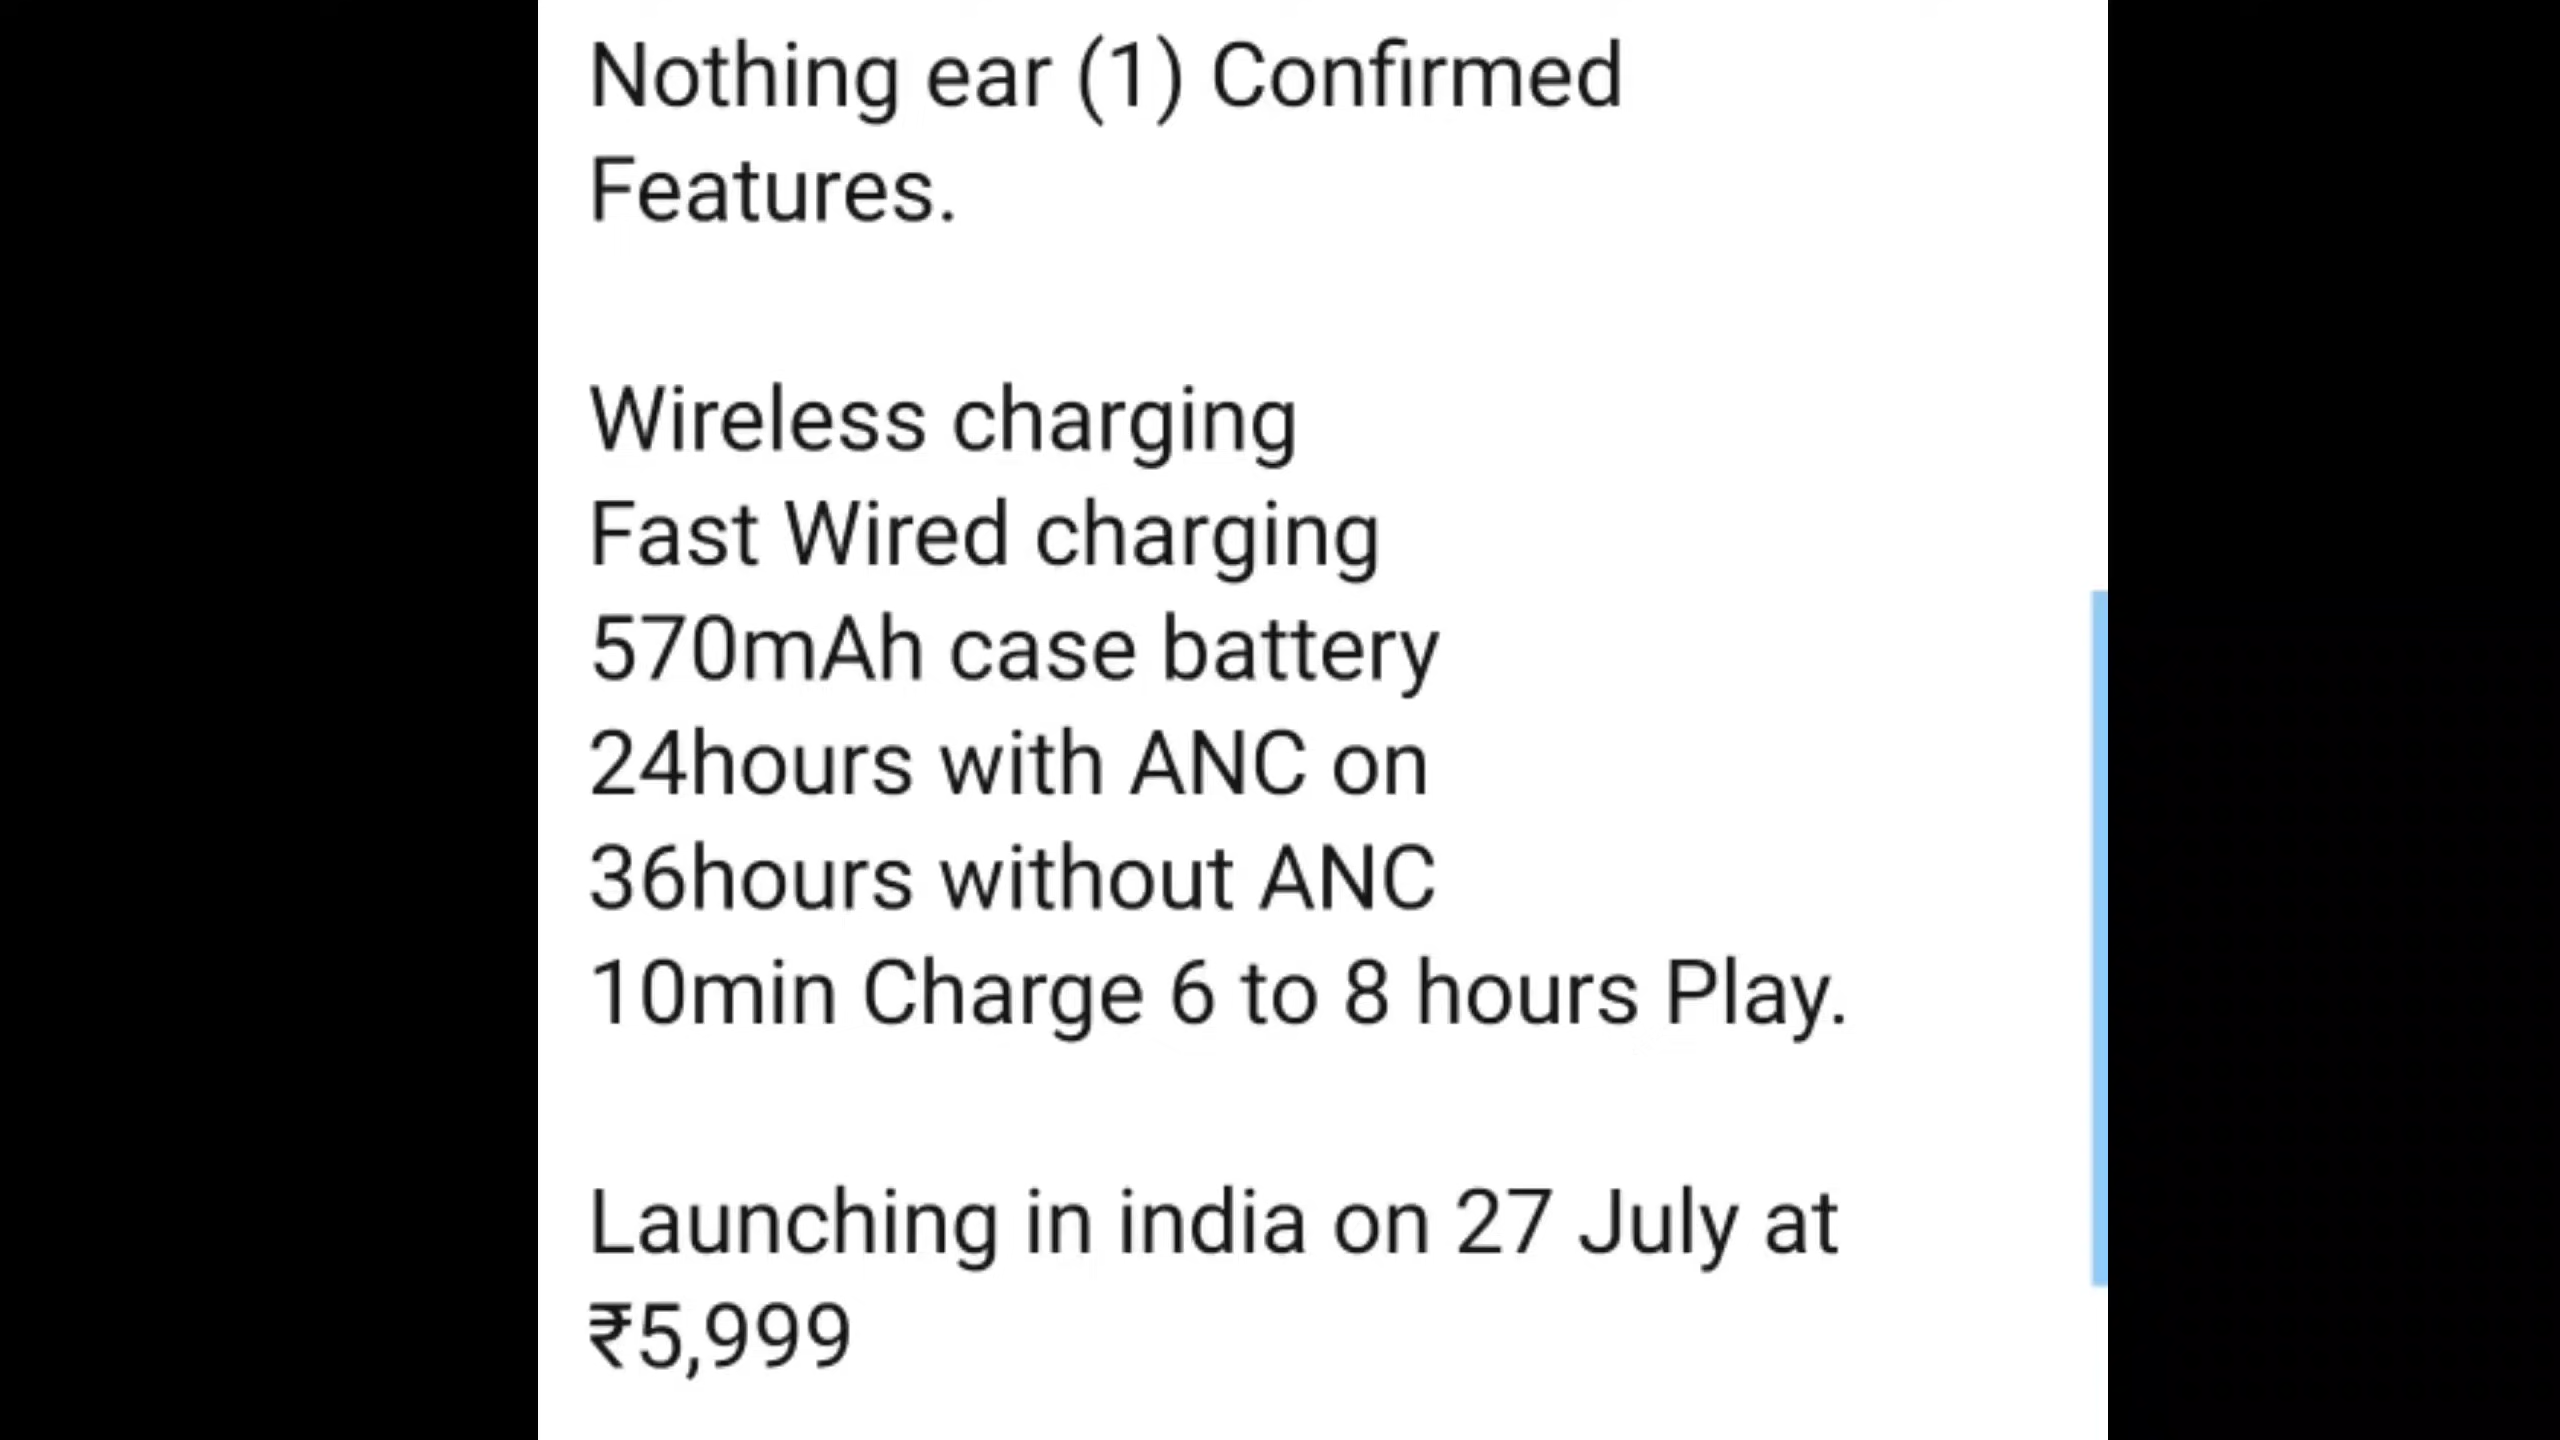 Nothing ear (1) Confirmed
Features.
Wireless charging
Fast Wired charging
570mAh case battery
24hours with ANC on
36hours without ANC
10min Charge 6 to 8 hours Play.
Launching in india on 27 July at
₹5,999